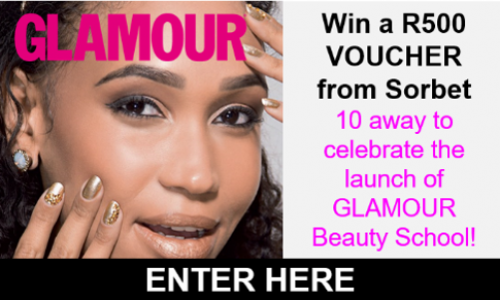 GLAMOUR
Win a R500
VOUCHER
from Sorbet
10 away to
celebrate the
launch of
GLAMOUR
Beauty School!
ENTER HERE